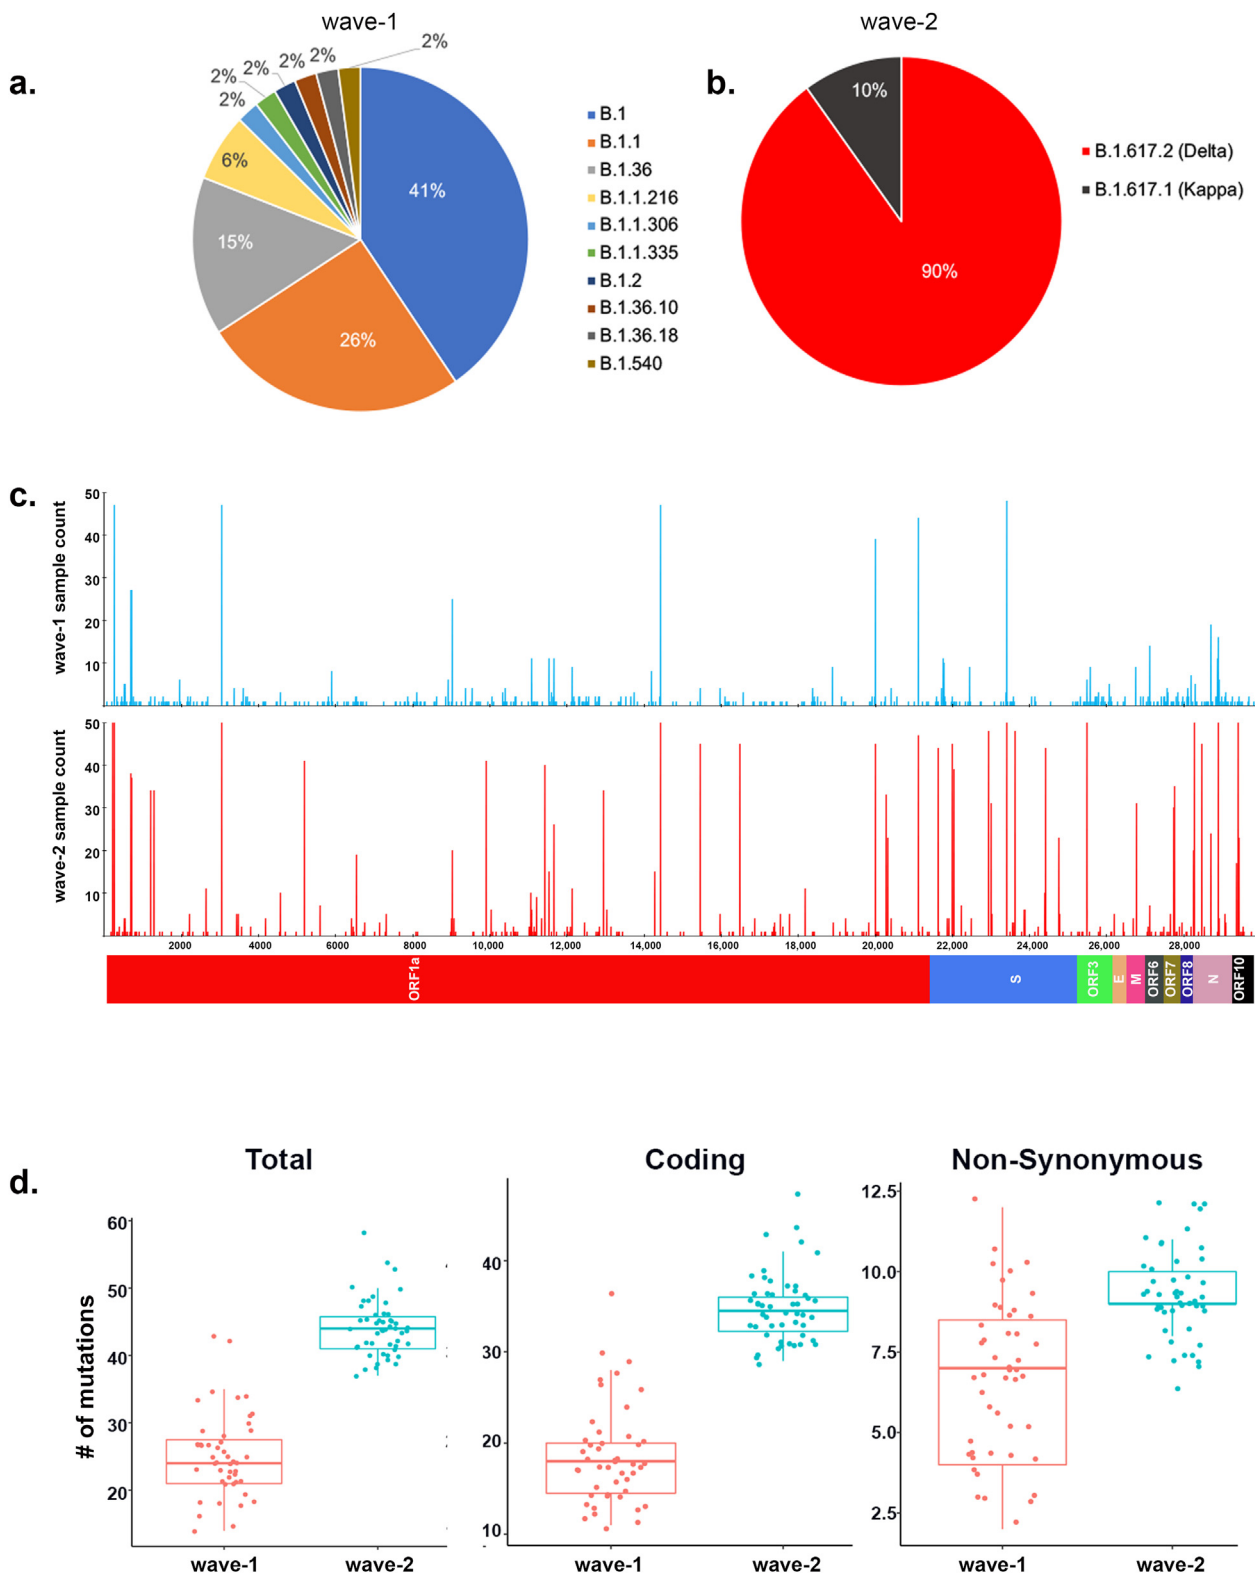 wave-1
wave-2
a.
b.
2%
2%
2%
2%
2%
2%
6%
15%
26%
41%
B.1
B.1.1
B.1.36
B.1.1.216
B.1.1.306
B.1.1.335
B.1.2
B.1.36.10
B.1.36.18
B.1.540
10%
90%
B.1.617.2 (Delta)
B.1.617.1 (Kappa)
c.
wave-1 sample count
50
40
30
20
10
wave-2 sample count
50
40
30
20
10
2000 4000 6000 8000 10,000 12,000 14,000 16,000 18,000 20,000 22,000 24,000 26,000 28,000
ORF1a S ORF3 E M ORF6 ORF7 ORF8 N ORF10
d.
Total
Coding
Non-Synonymous
# of mutations
60
50
40
30
20
wave-1 wave-2
40
30
20
10
wave-1 wave-2
12.5
10.0
7.5
5.0
2.5
wave-1 wave-2